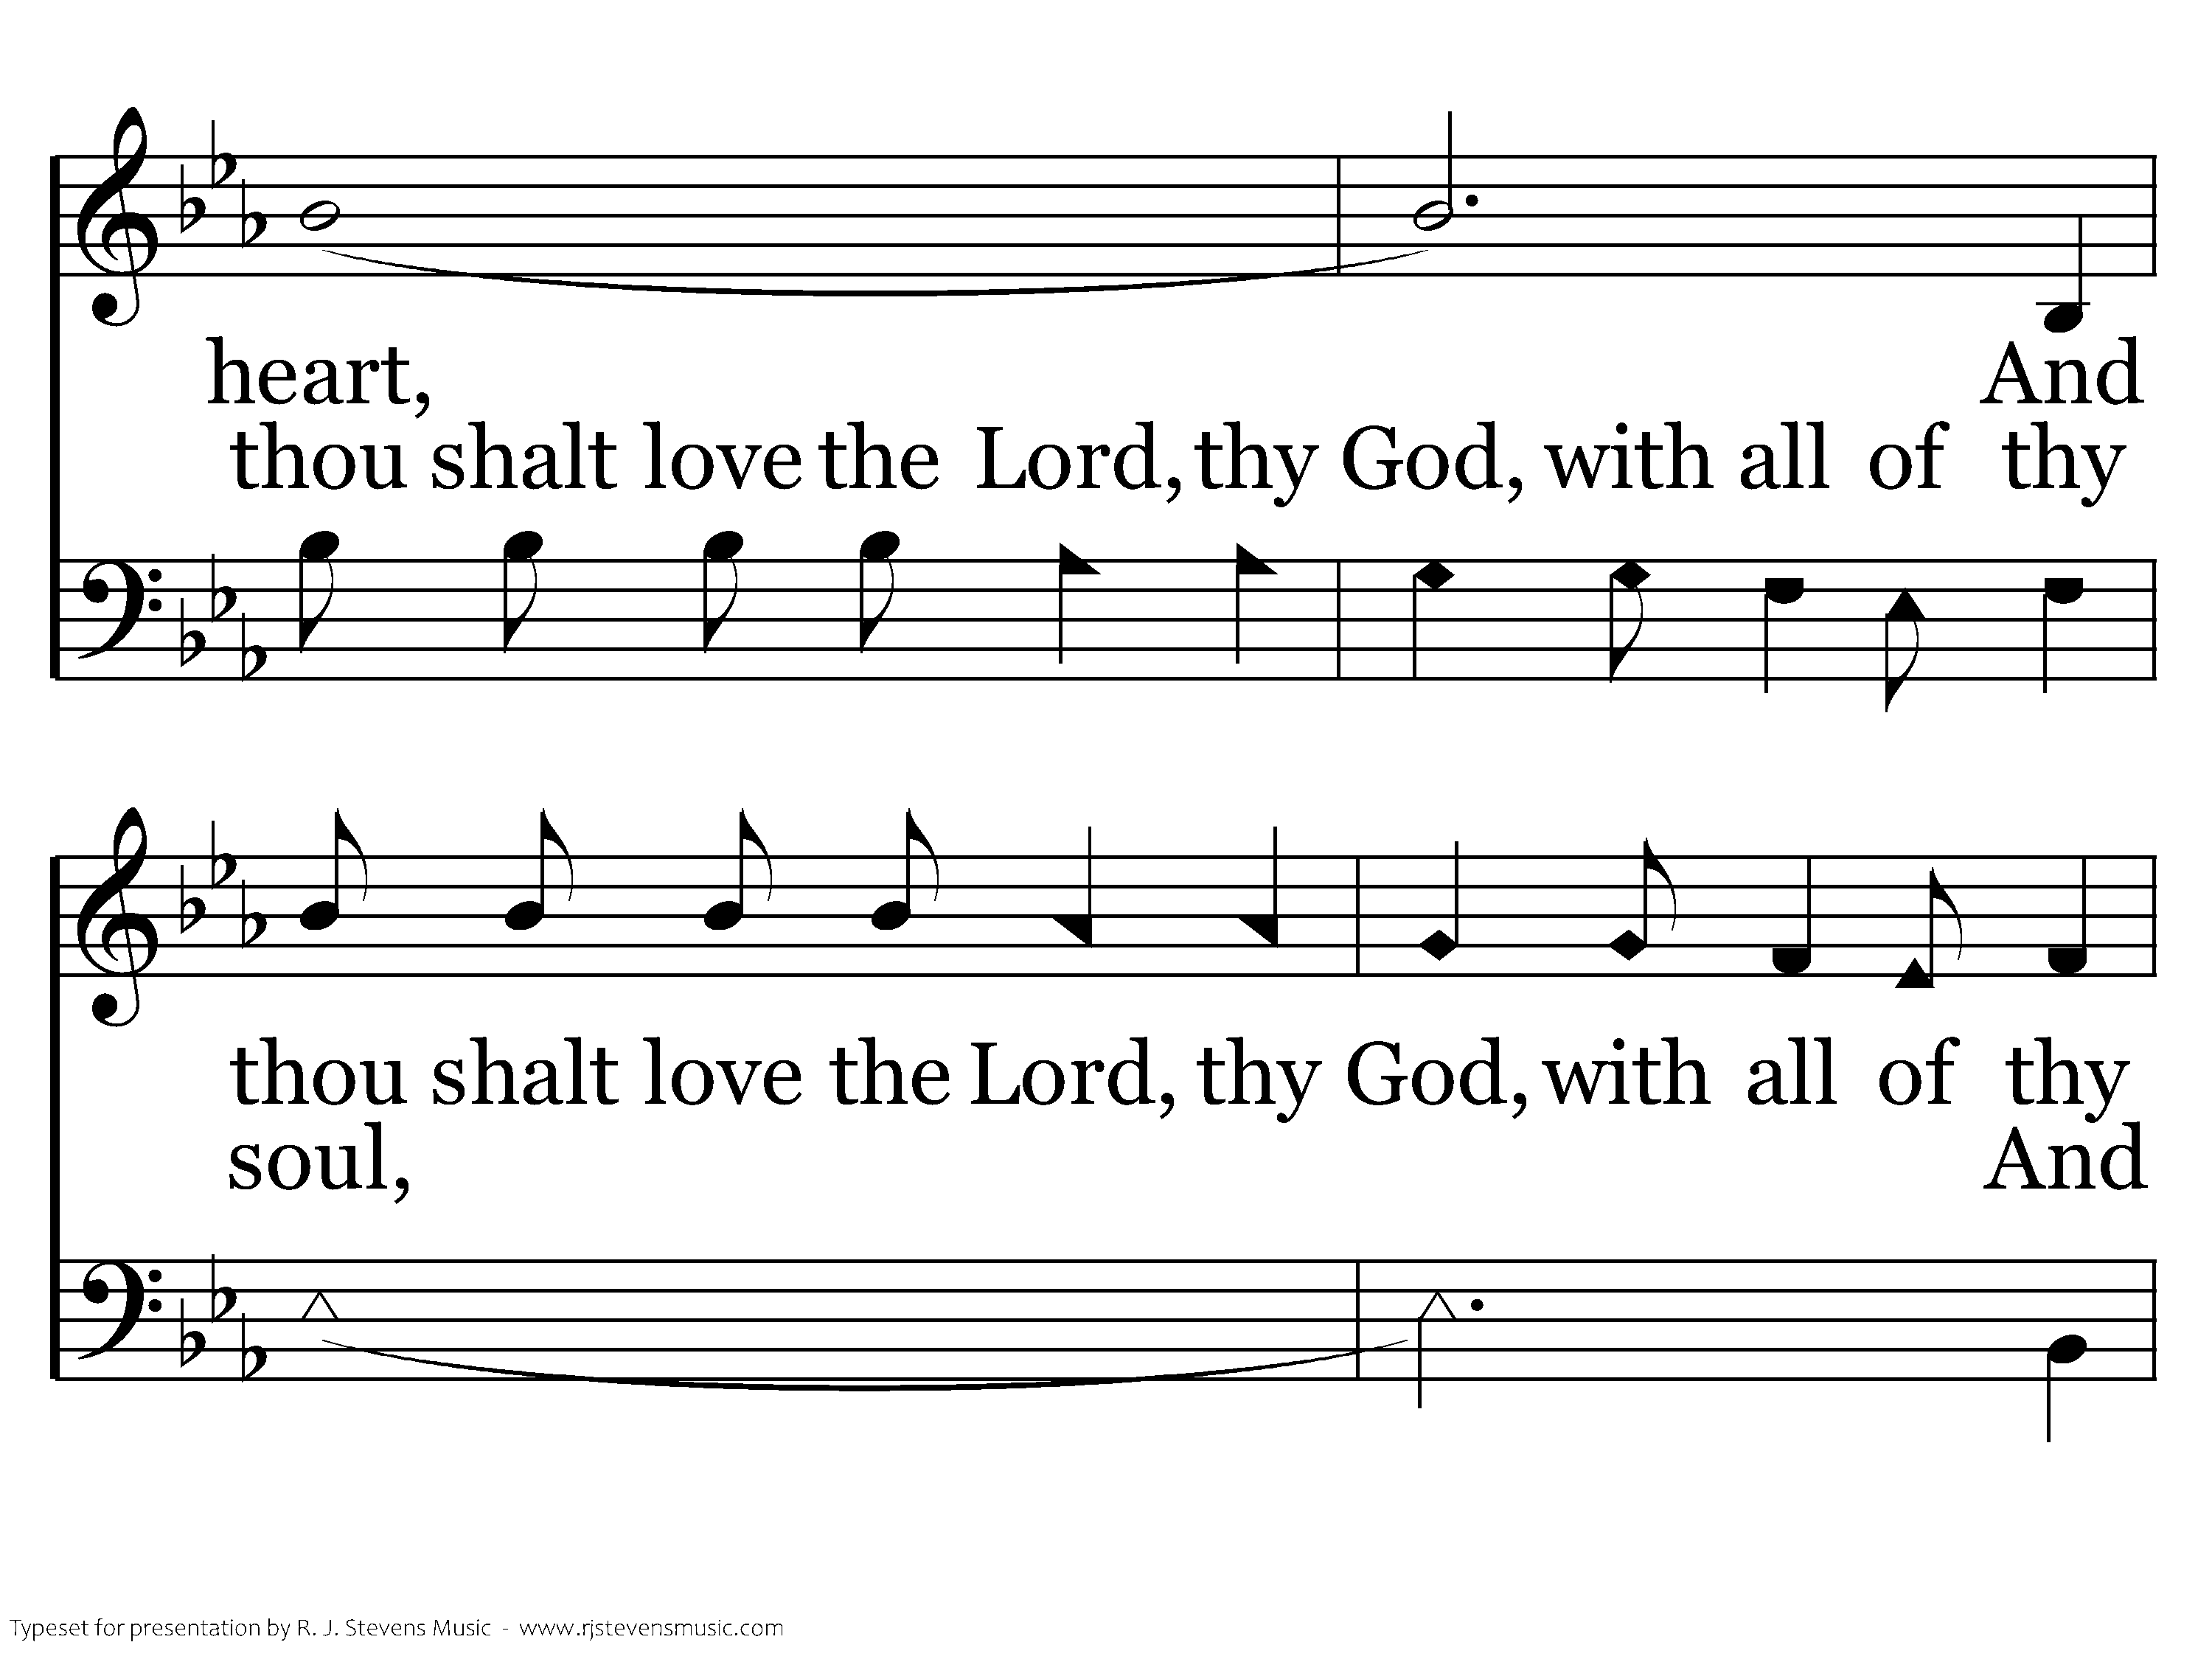 heart, And
thou shalt love the Lord, thy God, with all of thy
thou shalt love the Lord, thy God, with all of thy
soul, And
Typeset for presentation by R. J. Stevens Music - www.rjstevensmusic.com